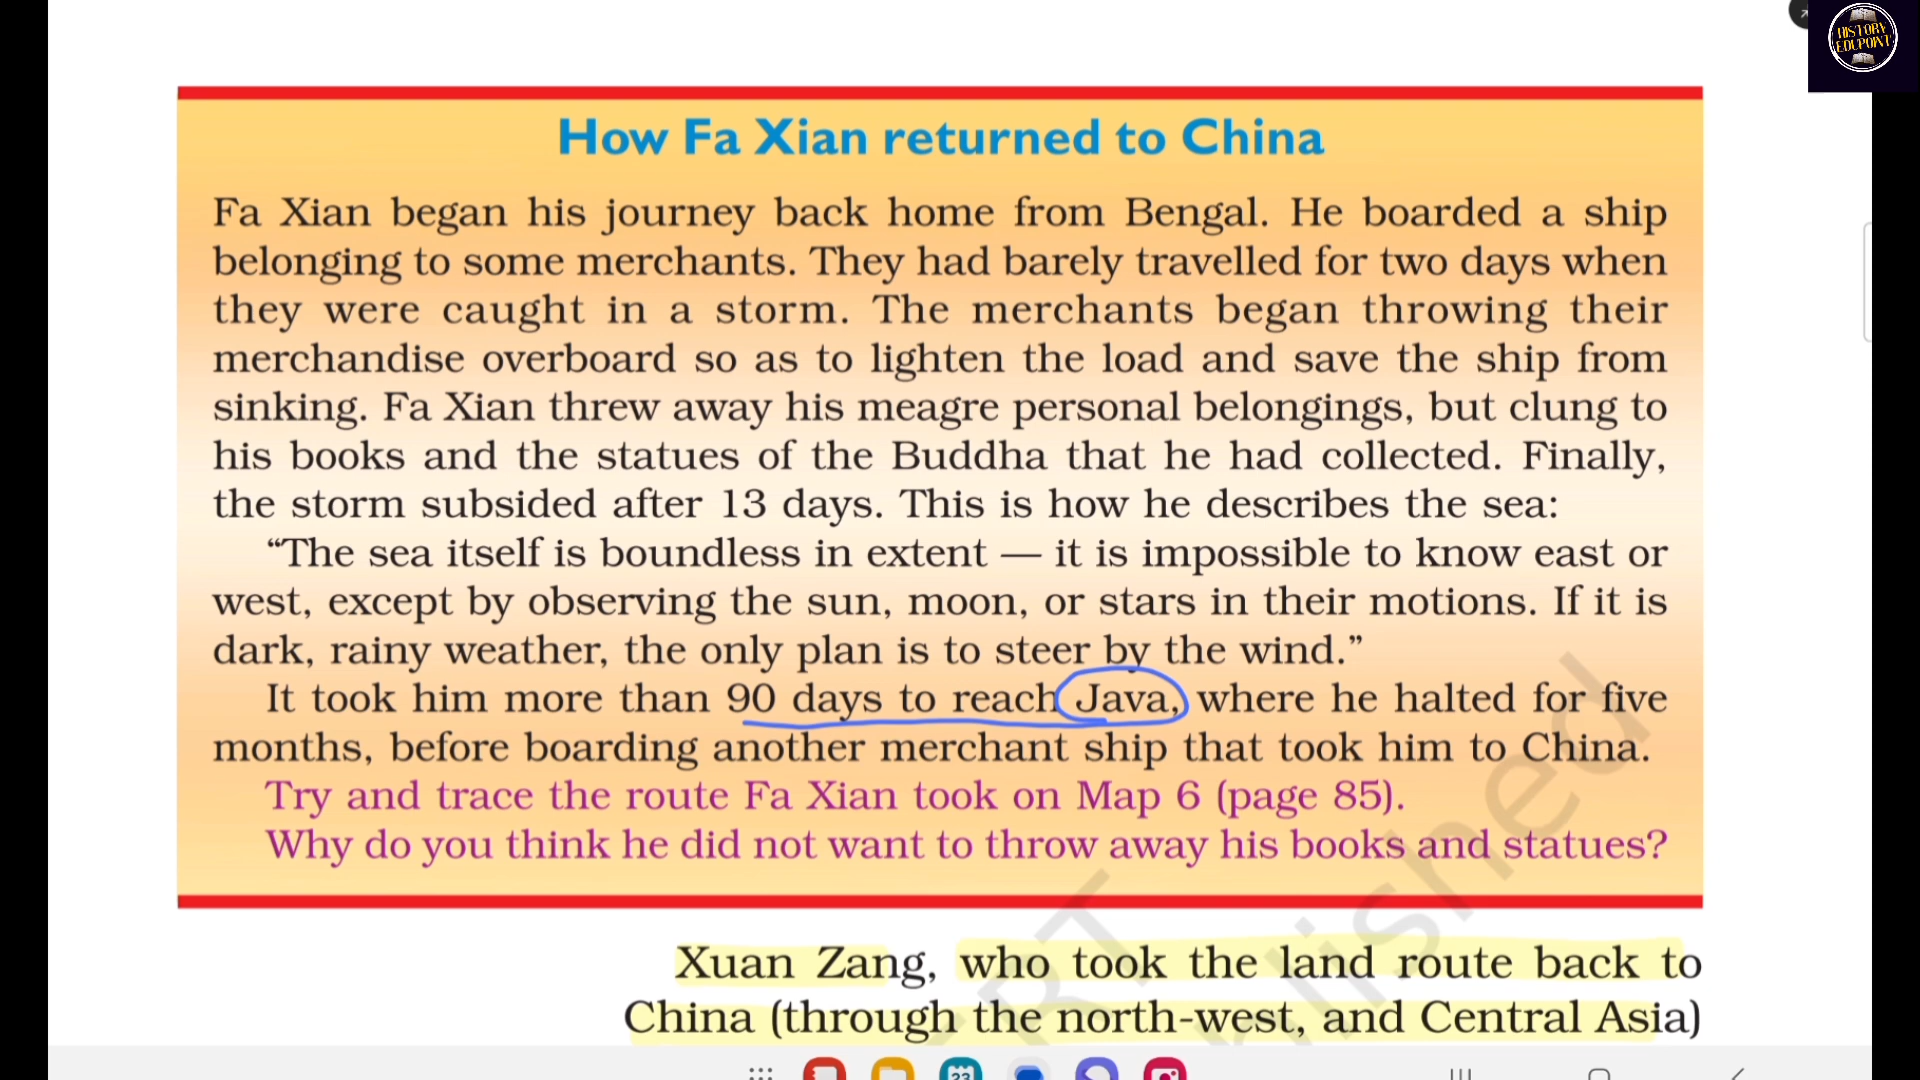 HISTORY
EDUPOINT
How Fa Xian returned to China
Fa Xian began his journey back home from Bengal. He boarded a ship
belonging to some merchants. They had barely travelled for two days when
they were caught in a storm. The merchants began throwing their
merchandise overboard so as to lighten the load and save the ship from
sinking. Fa Xian threw away his meagre personal belongings, but clung to
his books and the statues of the Buddha that he had collected. Finally,
the storm subsided after 13 days. This is how he describes the sea:
“The sea itself is boundless in extent — it is impossible to know east or
west, except by observing the sun, moon, or stars in their motions. If it is
dark, rainy weather, the only plan is to steer by the wind.”
It took him more than 90 days to reach Java, where he halted for five
months, before boarding another merchant ship that took him to China.
Try and trace the route Fa Xian took on Map 6 (page 85).
Why do you think he did not want to throw away his books and statues?
Xuan Zang, who took the land route back to
China (through the north-west, and Central Asia)
23